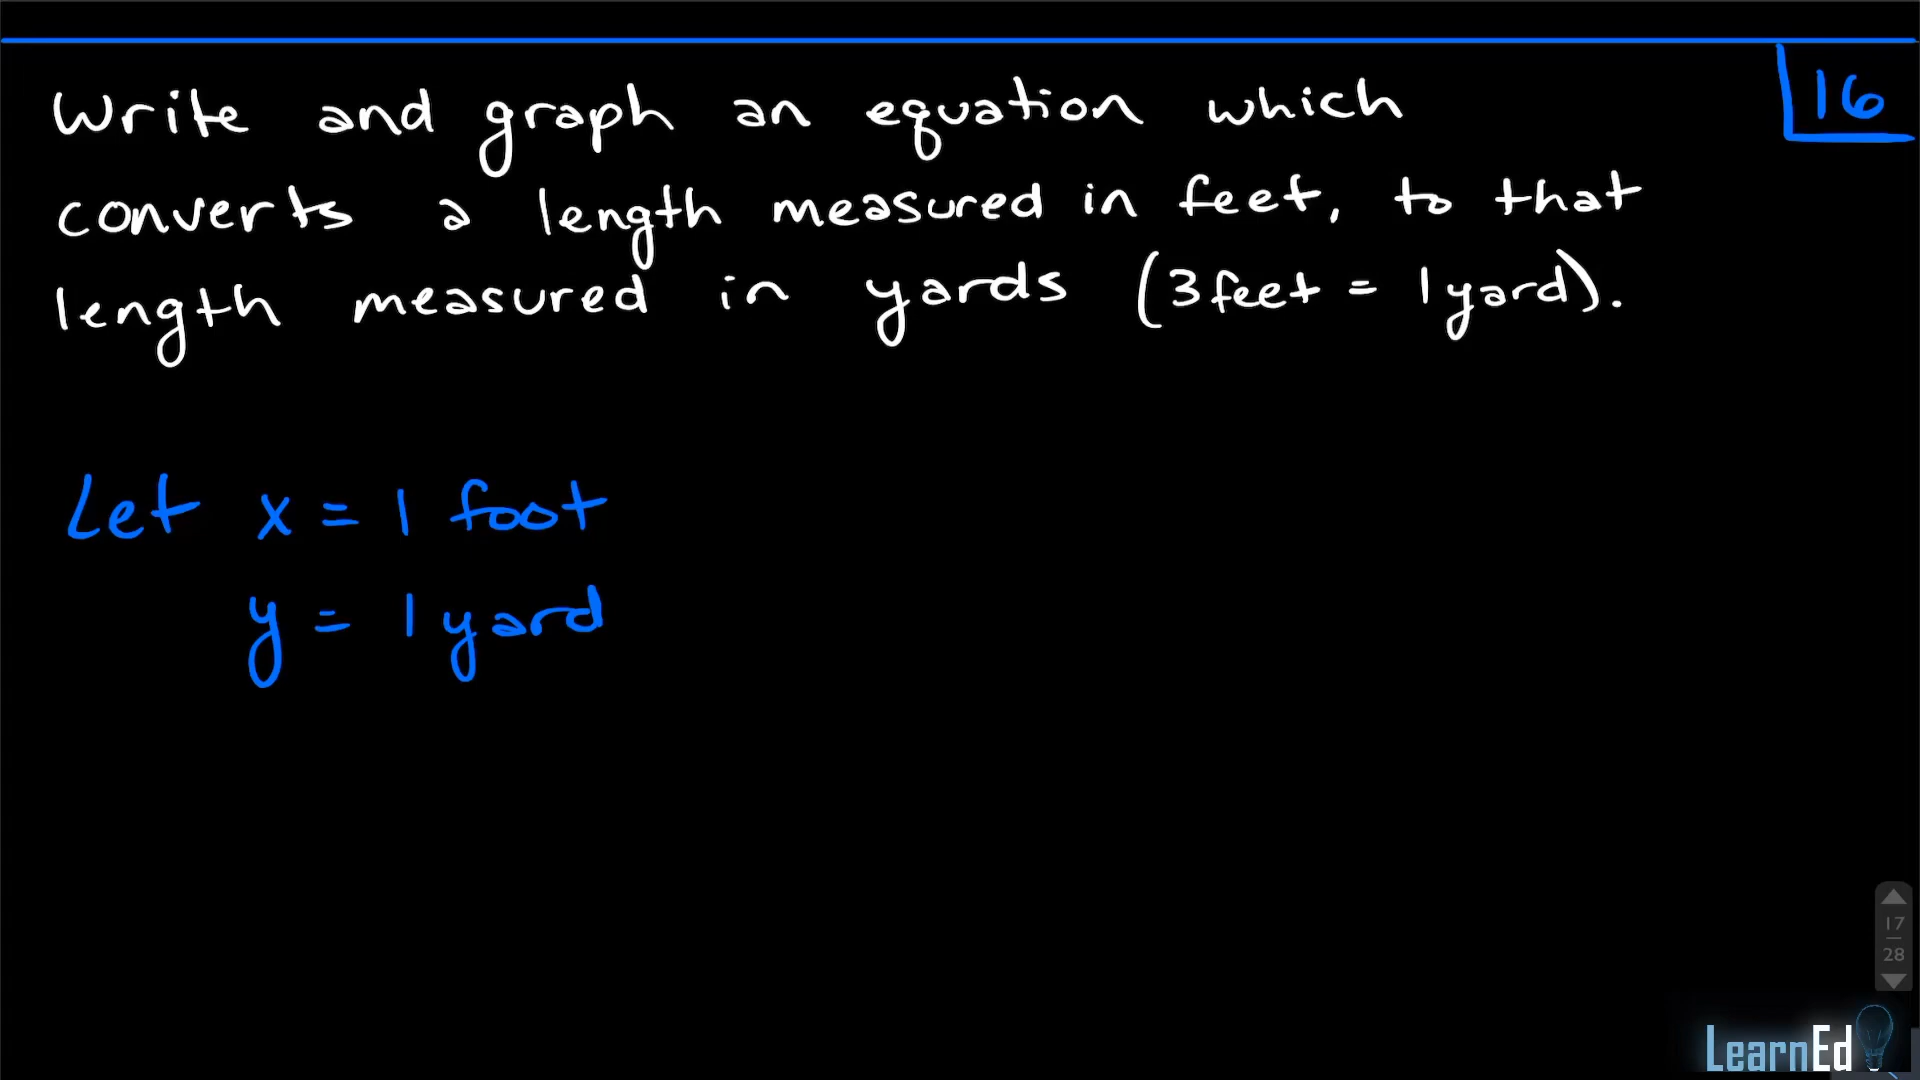 Write and graph an equation which
16
converts a length measured in feet, to that
length measured in yards (3 feet = 1 yard).
Let x = 1 foot
y = 1 yard
17
28
LearnEd